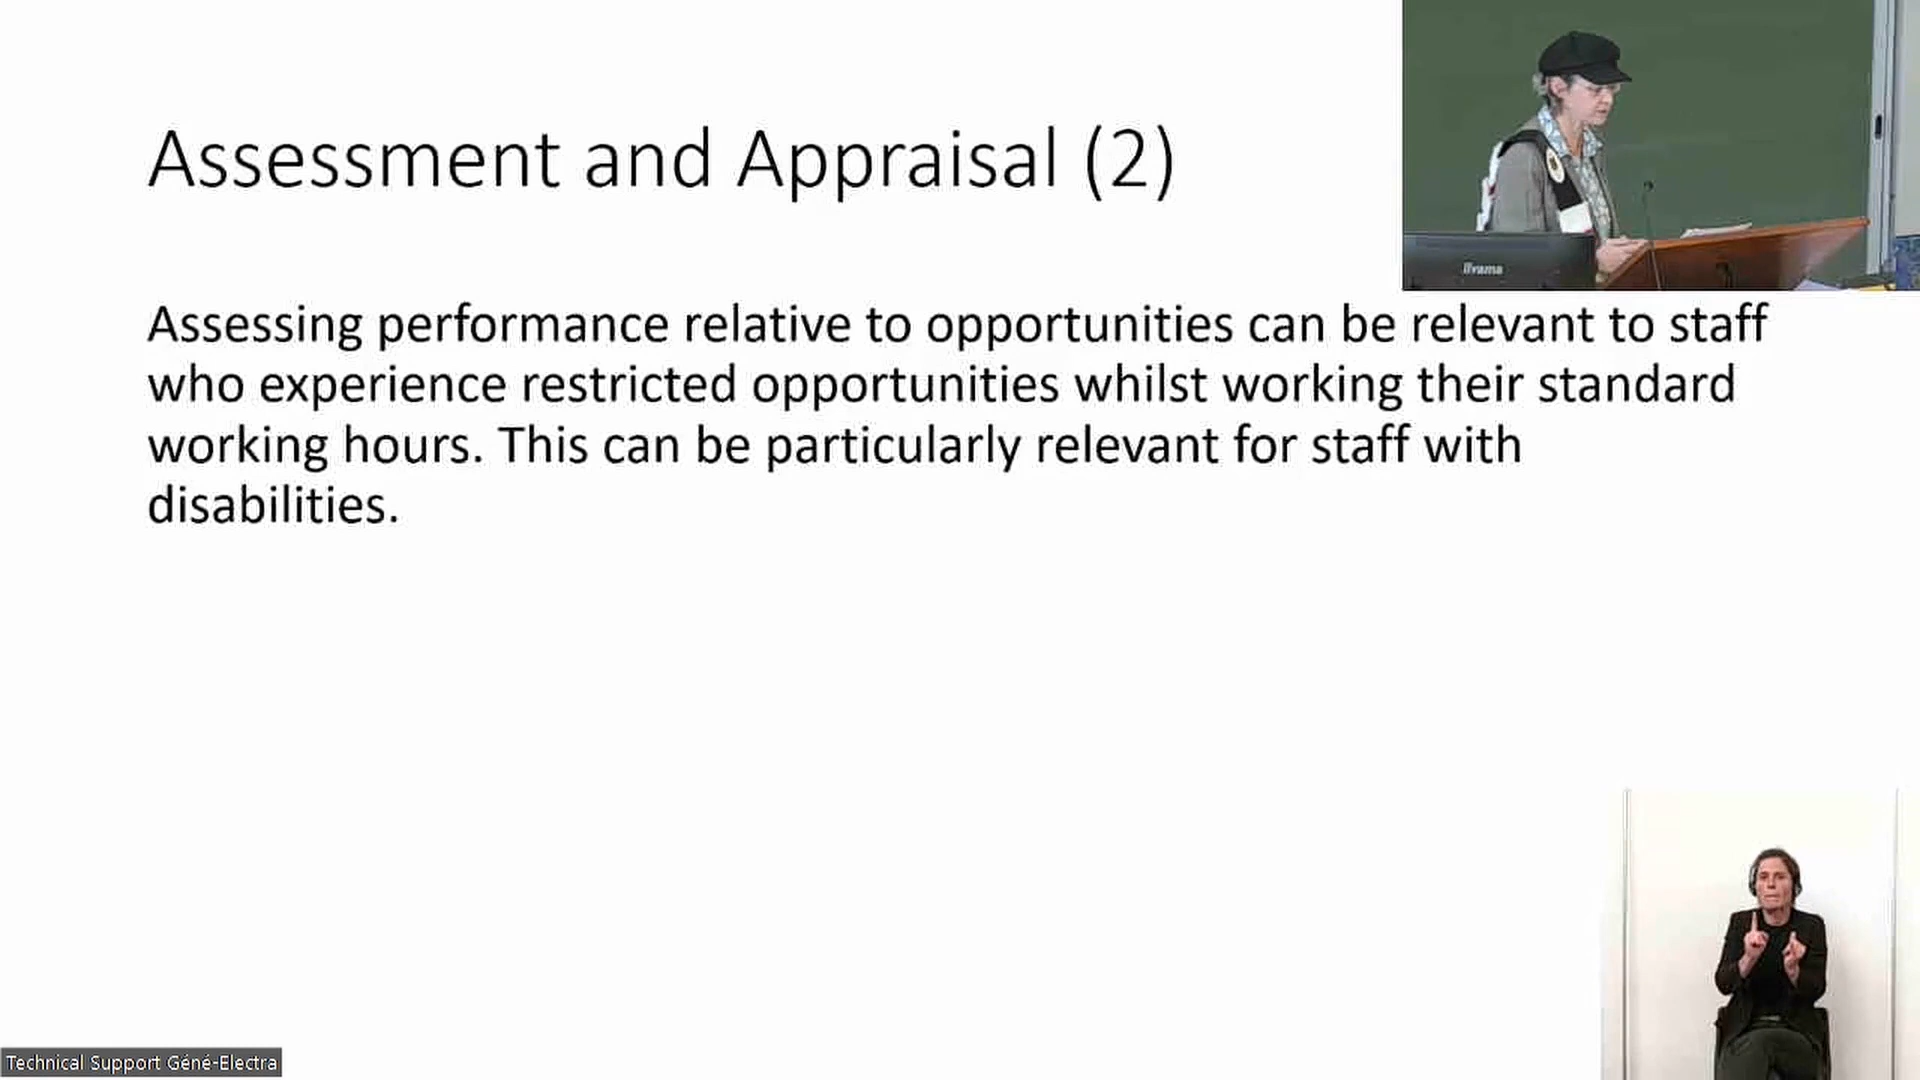 Assessment and Appraisal (2)
iiyama
Assessing performance relative to opportunities can be relevant to staff
who experience restricted opportunities whilst working their standard
working hours. This can be particularly relevant for staff with
disabilities.
Technical Support Géné-Electra